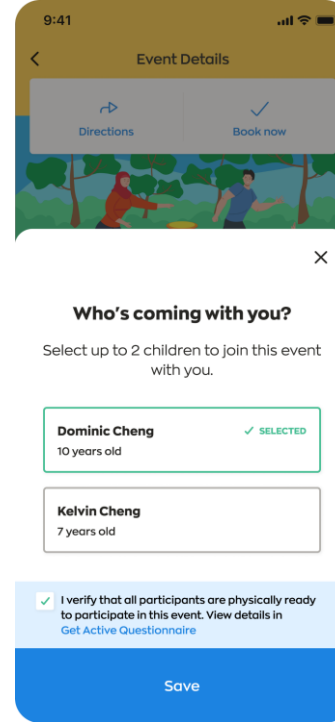 9:41
Event Details
Directions
Book now
Who's coming with you?
Select up to 2 children to join this event
with you.
Dominic Cheng
SELECTED
10 years old
Kelvin Cheng
7 years old
I verify that all participants are physically ready
to participate in this event. View details in
Get Active Questionnaire
Save